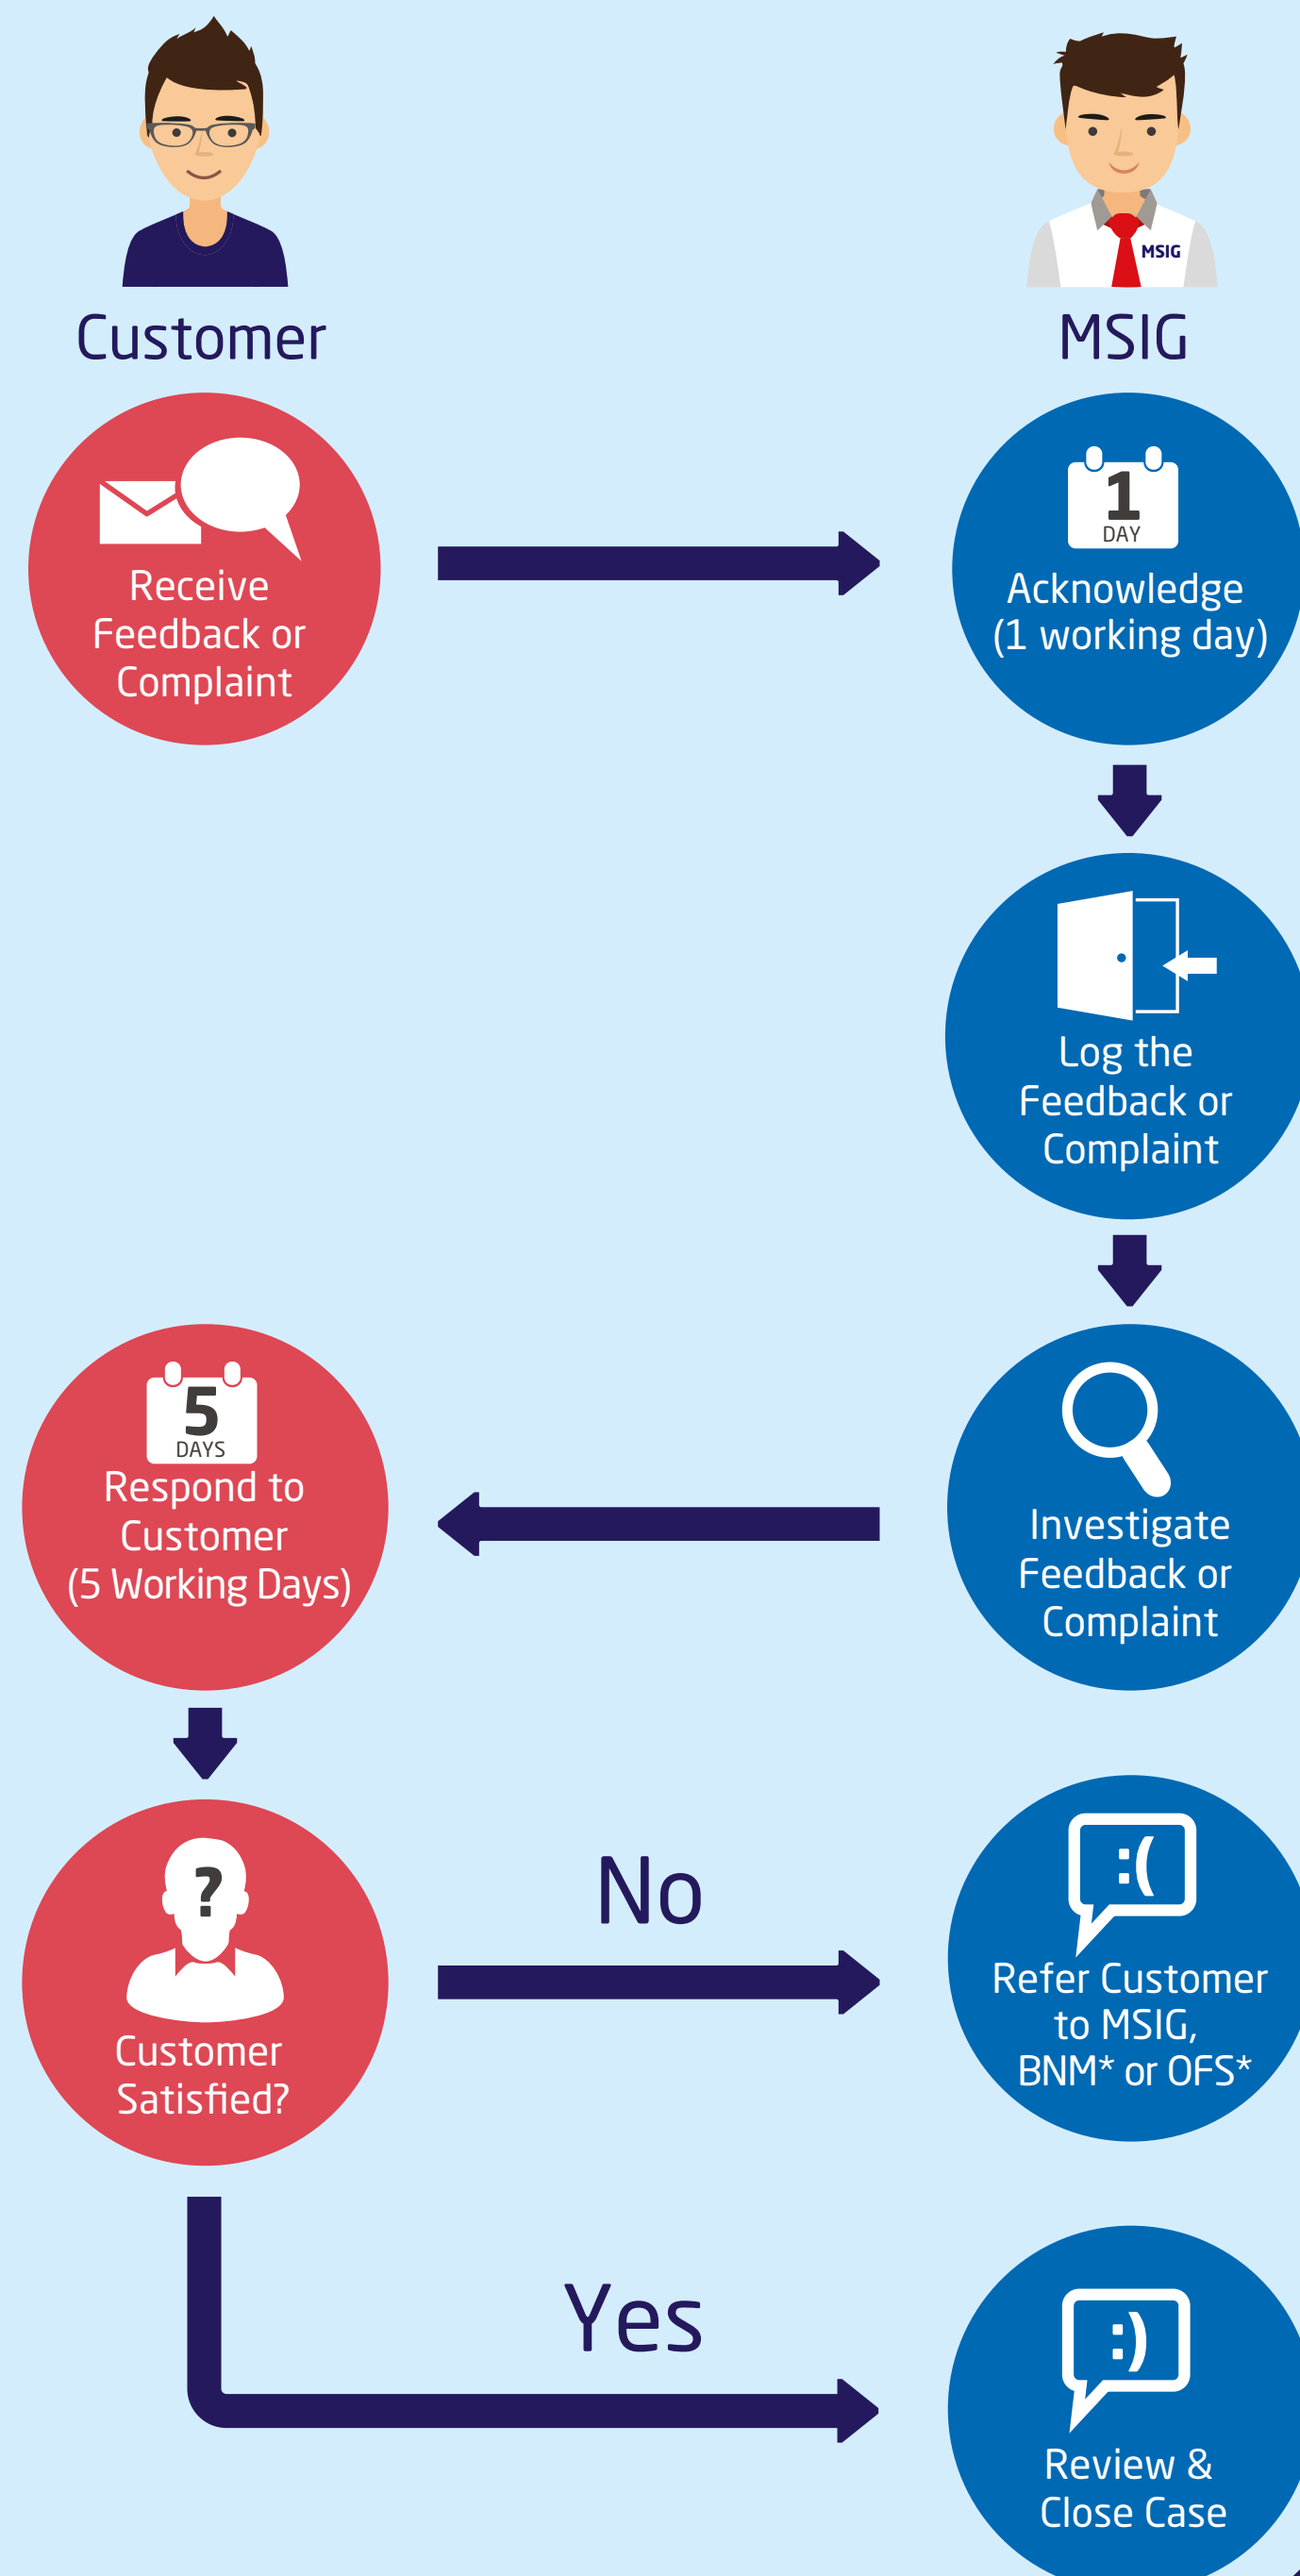 MSIG
Customer
MSIG
Receive
Feedback or
Complaint
1
DAY
Acknowledge
(1 working day)
Log the
Feedback or
Complaint
5
DAYS
Respond to
Customer
(5 Working Days)
Investigate
Feedback or
Complaint
?
Customer
Satisfied?
No
:(
Refer Customer
to MSIG,
BNM* or OFS*
Yes
:)
Review &
Close Case